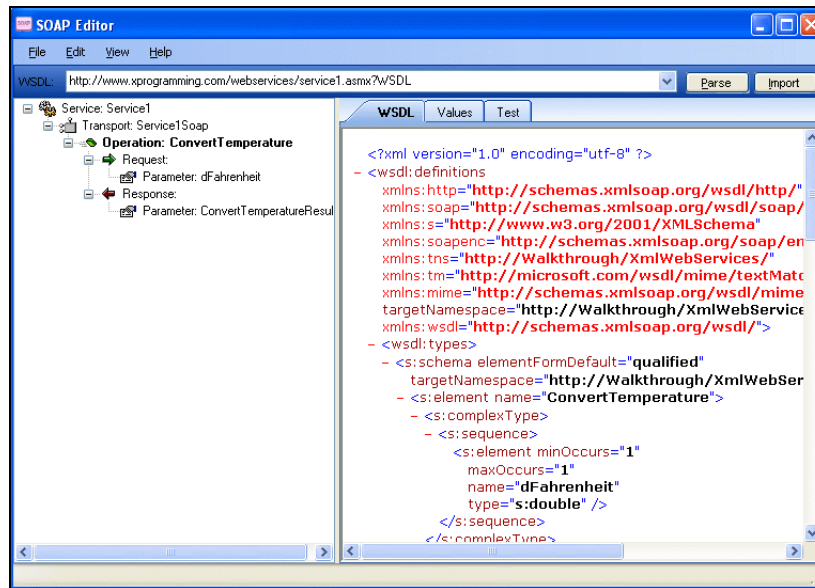 SOAP SOAP Editor
File Edit View Help
WSDL: http://www.xprogramming.com/webservices/service1.asmx?WSDL Parse Import
Service: Service1
Transport: Service1Soap
Operation: ConvertTemperature
Request:
Parameter: dFahrenheit
Response:
Parameter: ConvertTemperatureResul
WSDL Values Test
<?xml version="1.0" encoding="utf-8" ?>
- <wsdl:definitions
xmlns:http="http://schemas.xmlsoap.org/wsdl/http/"
xmlns:soap="http://schemas.xmlsoap.org/wsdl/soap/
xmlns:s="http://www.w3.org/2001/XMLSchema"
xmlns:soapenc="http://schemas.xmlsoap.org/soap/en
xmlns:tns="http://Walkthrough/XmlWebServices/"
xmlns:tm="http://microsoft.com/wsdl/mime/textMatc
xmlns:mime="http://schemas.xmlsoap.org/wsdl/mime
targetNamespace="http://Walkthrough/XmlWebService
xmlns:wsdl="http://schemas.xmlsoap.org/wsdl/">
- <wsdl:types>
- <s:schema elementFormDefault="qualified"
targetNamespace="http://Walkthrough/XmlWebSer
- <s:element name="ConvertTemperature">
- <s:complexType>
- <s:sequence>
<s:element minOccurs="1"
maxOccurs="1"
name="dFahrenheit"
type="s:double" />
</s:sequence>
</s:complexType>